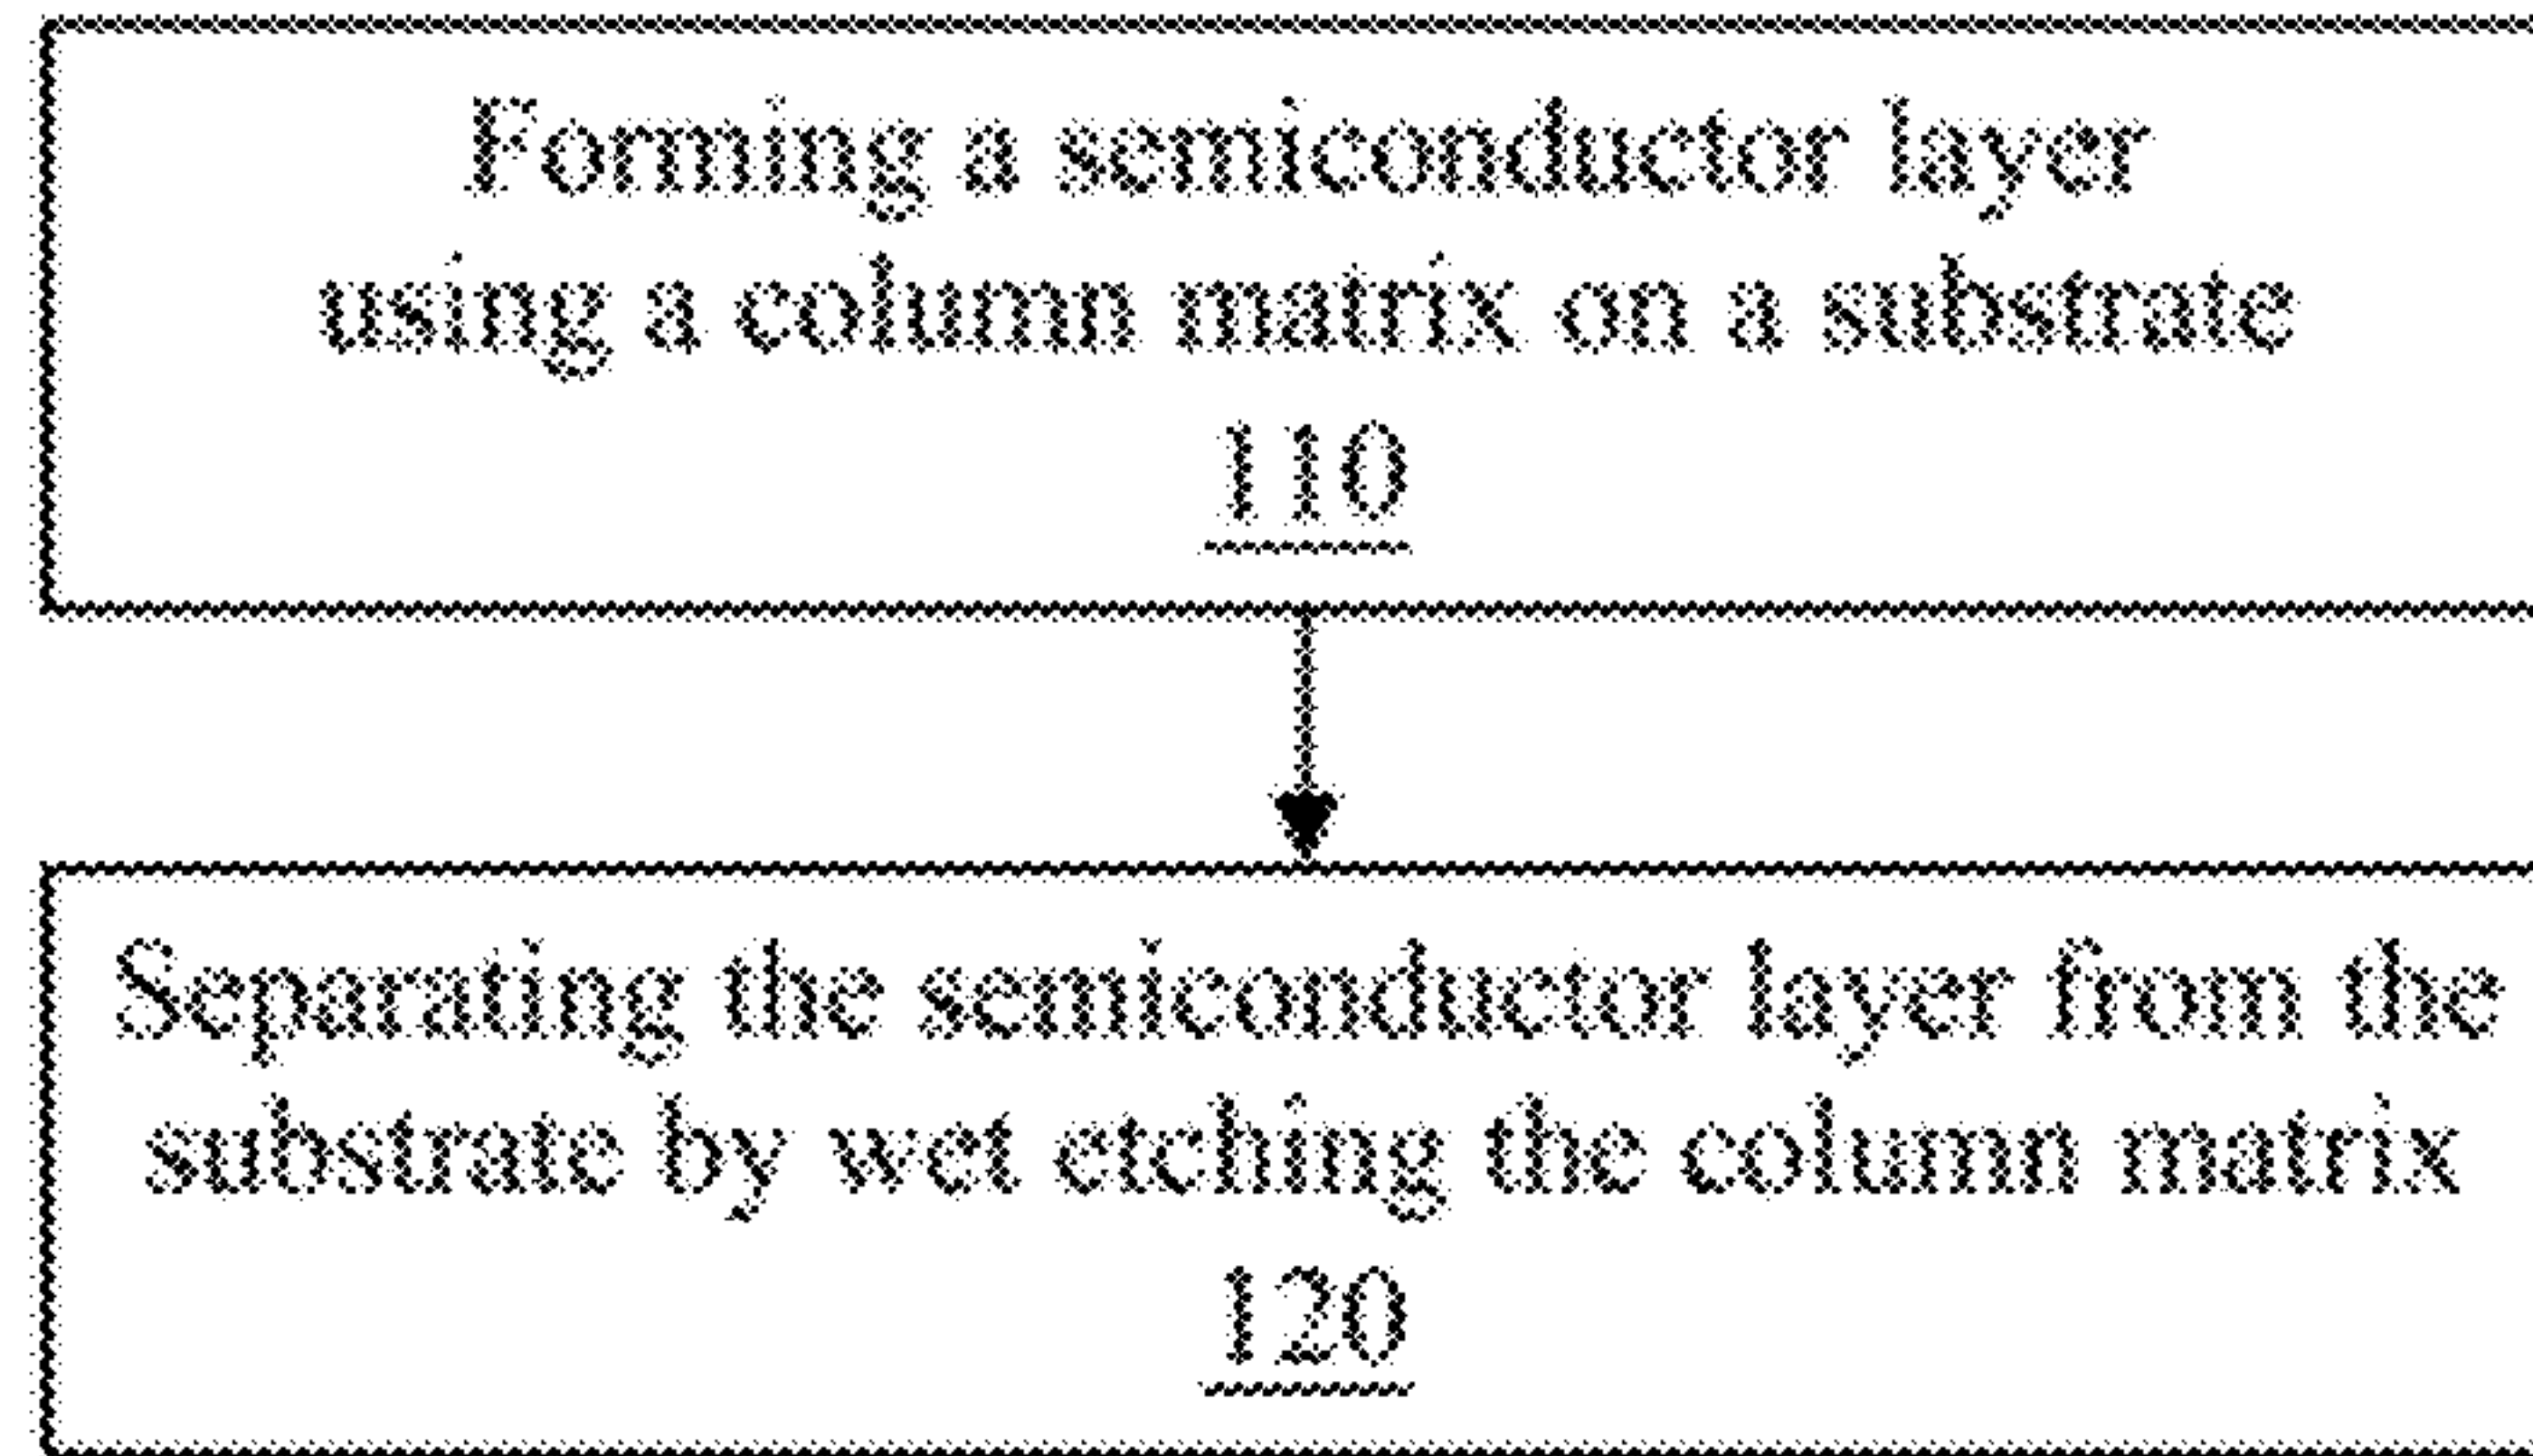 Forming a semiconductor layer
using a column matrix on a substrate
110
Separating the semiconductor layer from the
substrate by wet etching the column matrix
120